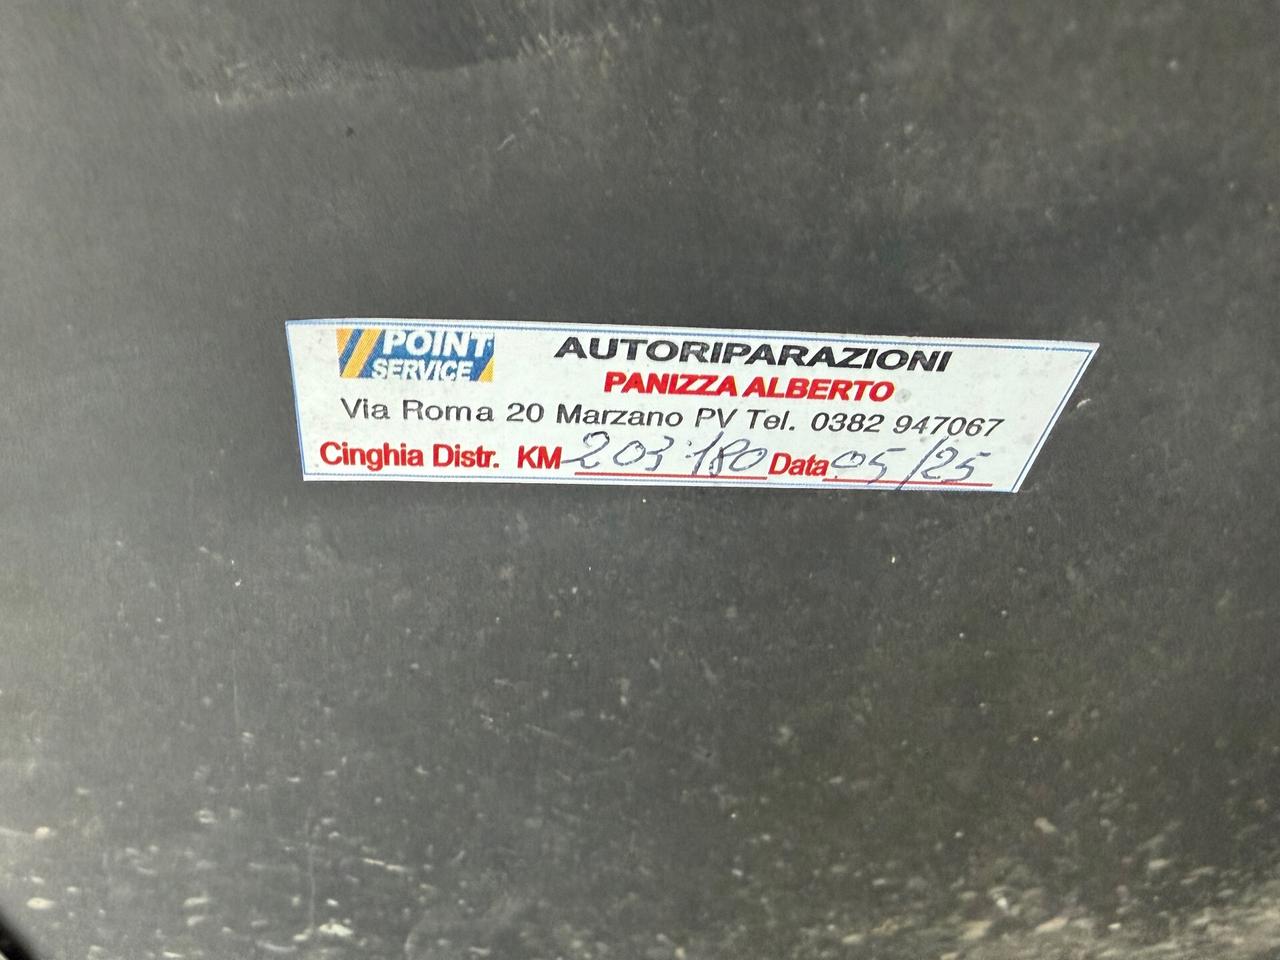 POINT
SERVICE
AUTORIPARAZIONI
PANIZZA ALBERTO
Via Roma 20 Marzano PV Tel. 0382 947067
Cinghia Distr. KM 203.180 Data 05/25